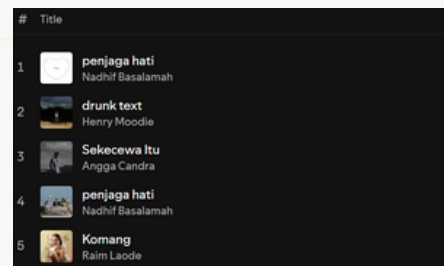 # Title
1 penjaga hati
Nadhif Basalamah
2 drunk text
Henry Moodie
3 Sekecewa Itu
Angga Candra
4 penjaga hati
Nadhif Basalamah
5 Komang
Raim Laode